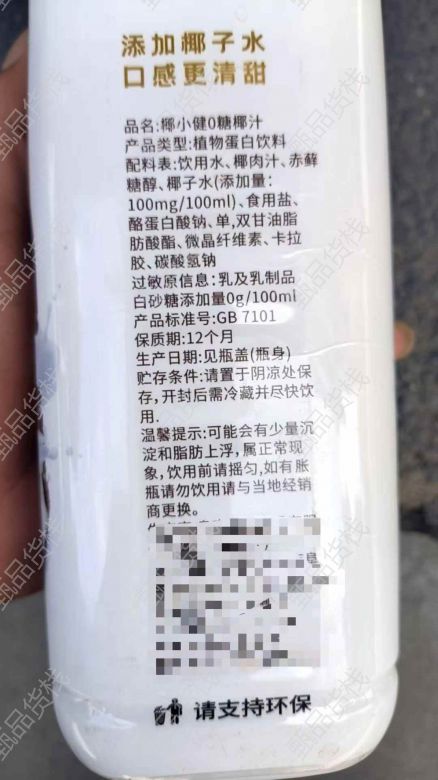 添加椰子水
口感更清甜
品名:椰小健0糖椰汁
产品类型:植物蛋白饮料
配料表:饮用水、椰肉汁、赤藓
糖醇、椰子水(添加量:
100mg/100ml)、食用盐、
酪蛋白酸钠、单,双甘油脂
肪酸酯、微晶纤维素、卡拉
胶、碳酸氢钠
过敏原信息:乳及乳制品
白砂糖添加量0g/100ml
产品标准号:GB 7101
保质期:12个月
生产日期:见瓶盖(瓶身)
贮存条件:请置于阴凉处保
存,开封后需冷藏并尽快饮
用.
温馨提示:可能会有少量沉
淀和脂肪上浮,属正常现
象,饮用前请摇匀,如有胀
瓶请勿饮用请与当地经销
商更换。
息
请支持环保
甄品货栈